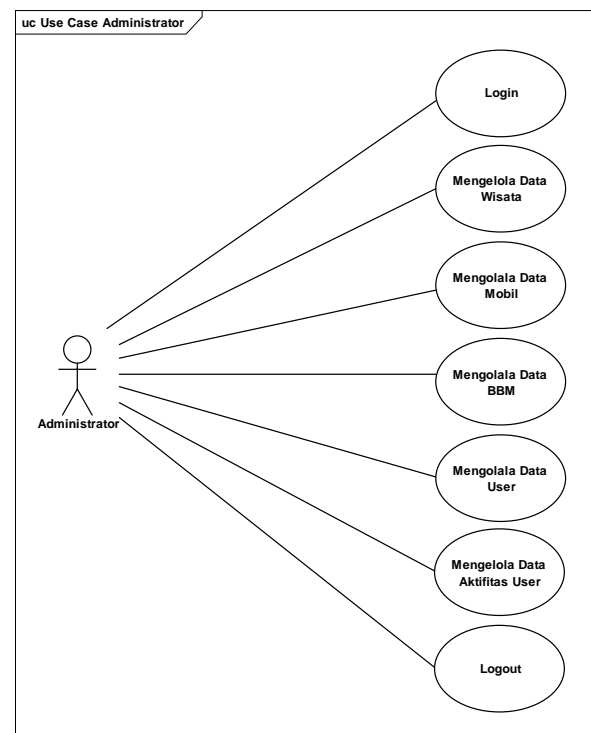 uc Use Case Administrator
Login
Mengelola Data
Wisata
Mengolala Data
Mobil
Mengolala Data
BBM
Administrator
Mengolala Data
User
Mengelola Data
Aktifitas User
Logout